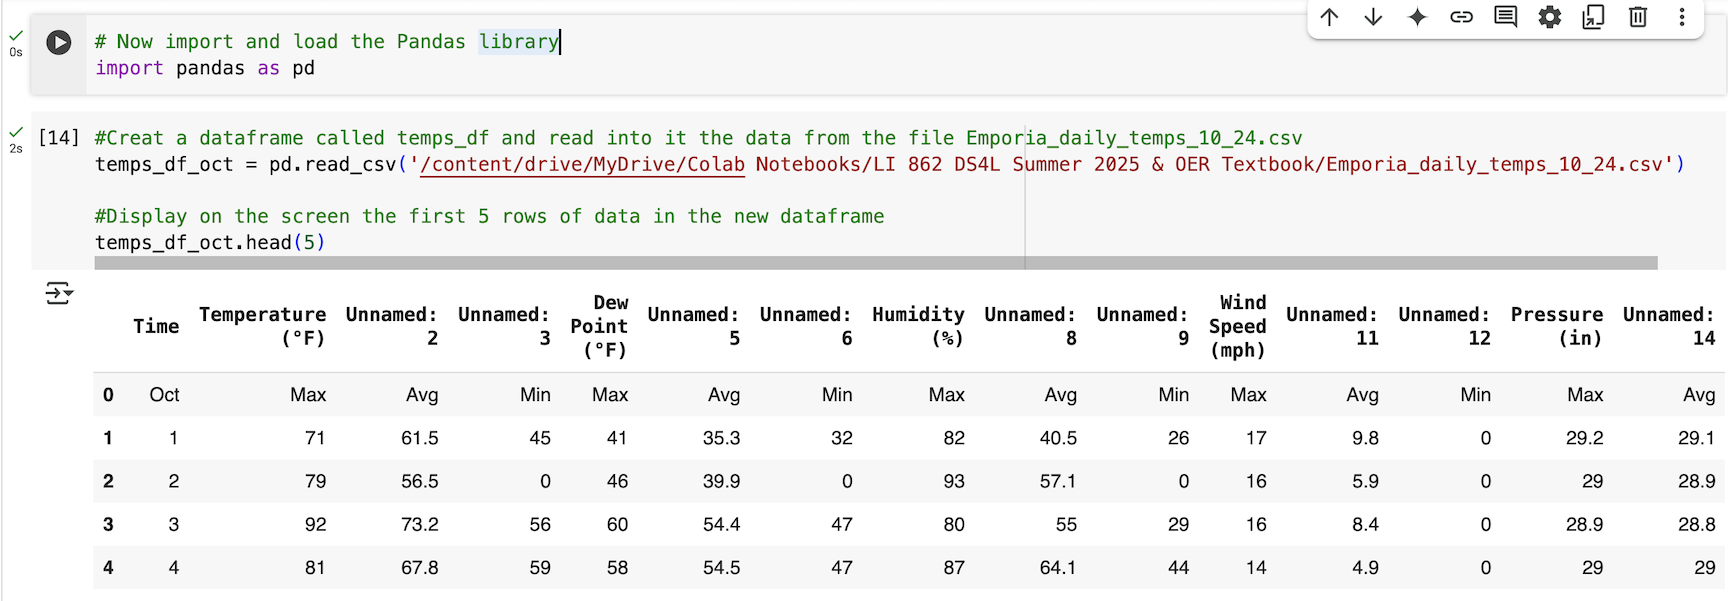 # Now import and load the Pandas library
0s
import pandas as pd
[14] #Creat a dataframe called temps_df and read into it the data from the file Emporia_daily_temps_10_24.csv
2s
temps_df_oct = pd.read_csv('/content/drive/MyDrive/Colab Notebooks/LI 862 DS4L Summer 2025 & OER Textbook/Emporia_daily_temps_10_24.csv')
#Display on the screen the first 5 rows of data in the new dataframe
temps_df_oct.head(5)
Time Temperature (°F) Unnamed: 2 Unnamed: 3 Dew Point (°F) Unnamed: 5 Unnamed: 6 Humidity (%) Unnamed: 8 Unnamed: 9 Wind Speed (mph) Unnamed: 11 Unnamed: 12 Pressure (in) Unnamed: 14
0 Oct Max Avg Min Max Avg Min Max Avg Min Max Avg Min Max Avg
1 1 71 61.5 45 41 35.3 32 82 40.5 26 17 9.8 0 29.2 29.1
2 2 79 56.5 0 46 39.9 0 93 57.1 0 16 5.9 0 29 28.9
3 3 92 73.2 56 60 54.4 47 80 55 29 16 8.4 0 28.9 28.8
4 4 81 67.8 59 58 54.5 47 87 64.1 44 14 4.9 0 29 29